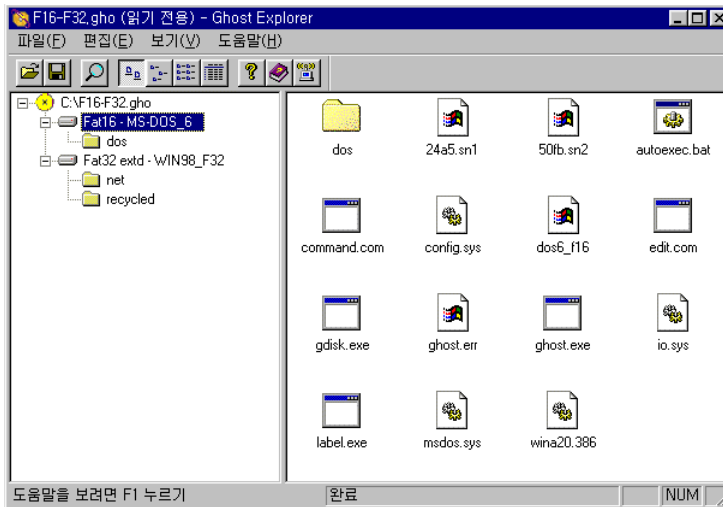 F16-F32.gho (읽기 전용) - Ghost Explorer
파일(F) 편집(E) 보기(V) 도움말(H)
C:\F16-F32.gho
Fat16 - MS-DOS_6
dos
Fat32 extd - WIN98_F32
net
recycled
dos 24a5.sn1 50fb.sn2 autoexec.bat
command.com config.sys dos6_f16 edit.com
gdisk.exe ghost.err ghost.exe io.sys
label.exe msdos.sys wina20.386
도움말을 보려면 F1 누르기 완료 NUM